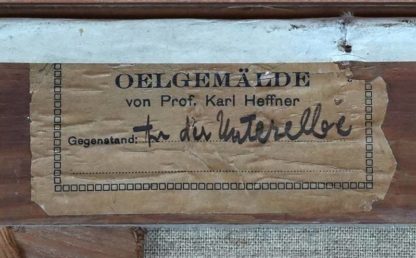 OELGEMÄLDE
von Prof. Karl Heffner
Gegenstand: An der Unterelbe